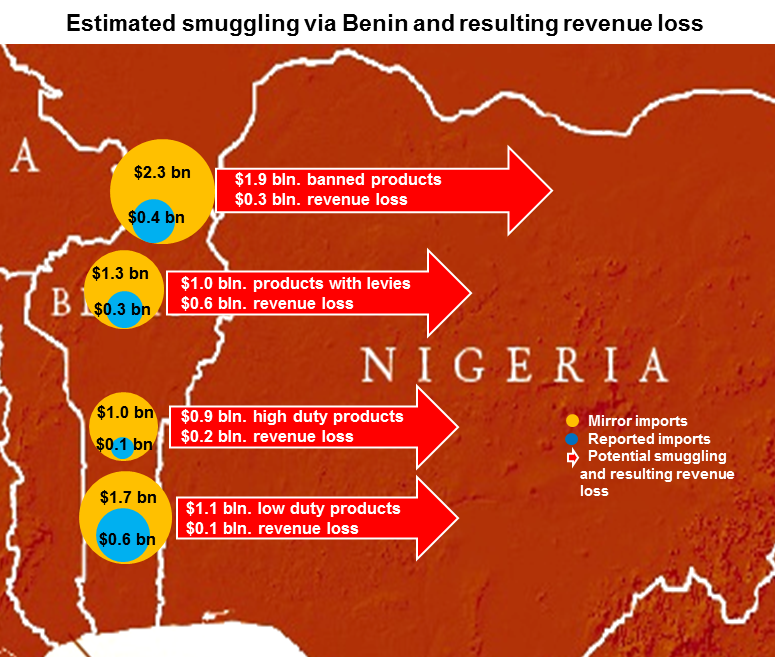 Estimated smuggling via Benin and resulting revenue loss
A
$2.3 bn
$0.4 bn
$1.9 bln. banned products
$0.3 bln. revenue loss
$1.3 bn
$0.3 bn
$1.0 bln. products with levies
$0.6 bln. revenue loss
B
NIGERIA
$1.0 bn
$0.1 bn
$0.9 bln. high duty products
$0.2 bln. revenue loss
Mirror imports
Reported imports
Potential smuggling
and resulting revenue
loss
$1.7 bn
$0.6 bn
$1.1 bln. low duty products
$0.1 bln. revenue loss